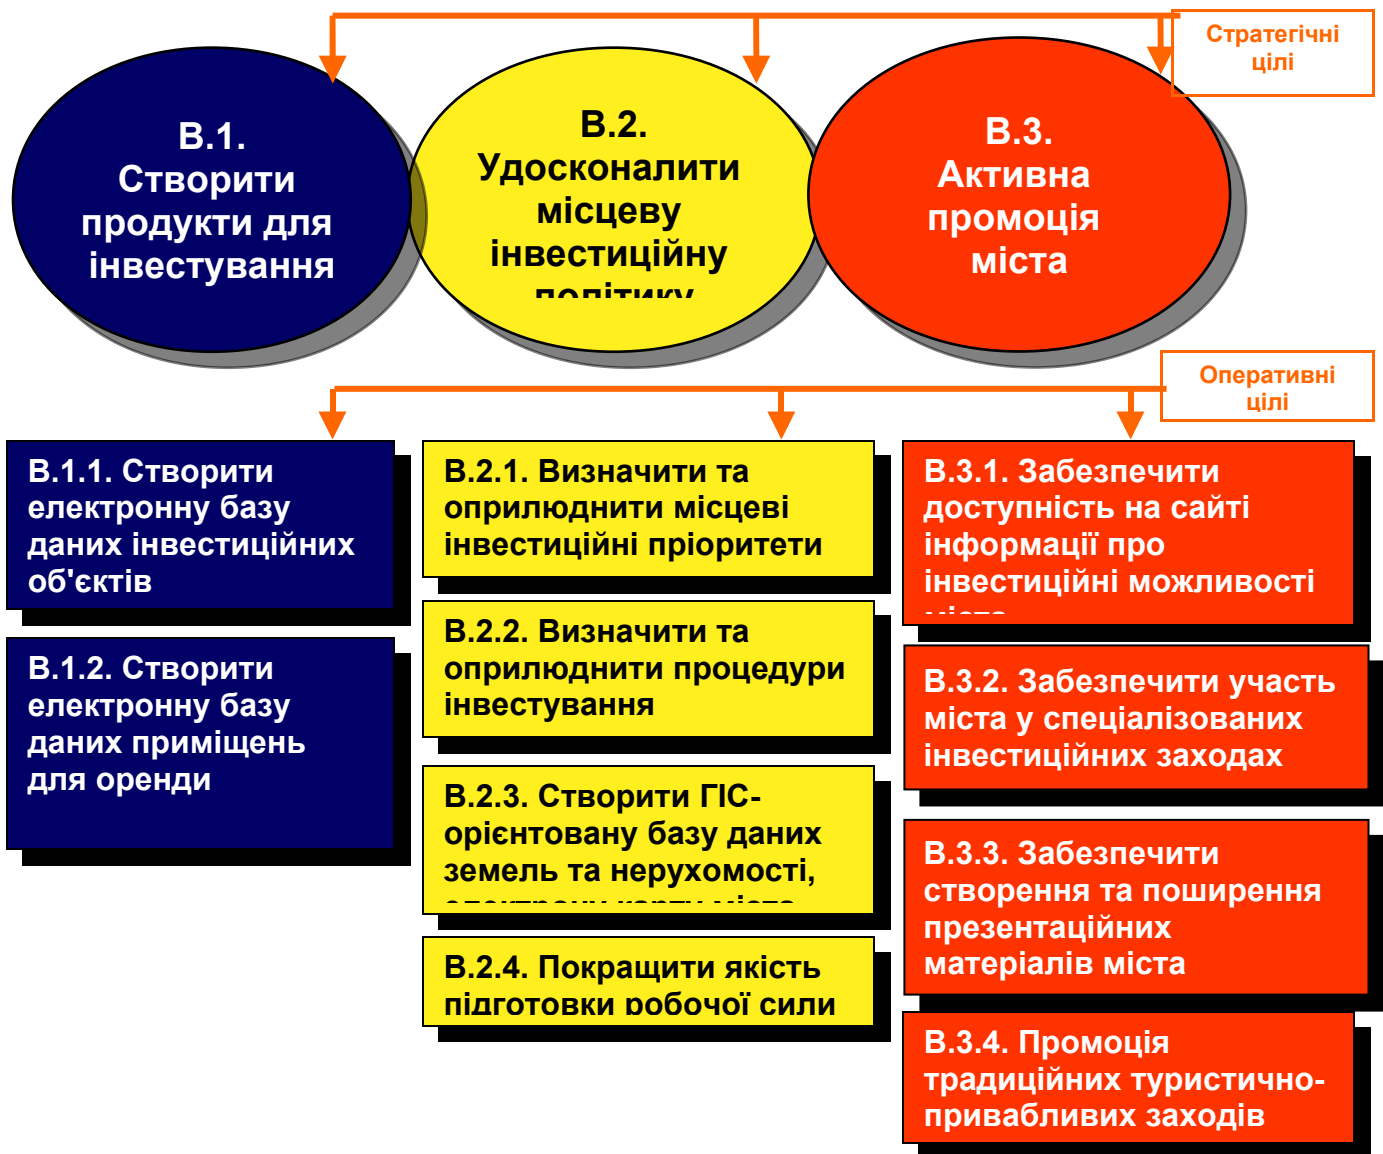 Стратегічні
цілі
В.1.
Створити
продукти для
інвестування
В.2.
Удосконалити
місцеву
інвестиційну
політику
В.3.
Активна
промоція
міста
Оперативні
цілі
В.1.1. Створити
електронну базу
даних інвестиційних
об'єктів
В.1.2. Створити
електронну базу
даних приміщень
для оренди
В.2.1. Визначити та
оприлюднити місцеві
інвестиційні пріоритети
В.2.2. Визначити та
оприлюднити процедури
інвестування
В.2.3. Створити ГІС-
орієнтовану базу даних
земель та нерухомості,
електрону карту міста
В.2.4. Покращити якість
підготовки робочої сили
В.3.1. Забезпечити
доступність на сайті
інформації про
інвестиційні можливості
міста
В.3.2. Забезпечити участь
міста у спеціалізованих
інвестиційних заходах
В.3.3. Забезпечити
створення та поширення
презентаційних
матеріалів міста
В.3.4. Промоція
традиційних туристично-
привабливих заходів